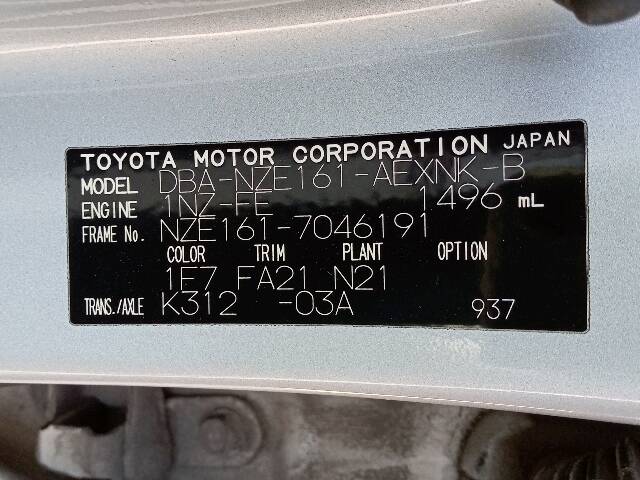 TOYOTA MOTOR CORPORATION JAPAN
MODEL DBA-NZE161-AEXNK-B
ENGINE 1NZ-FE 1496 mL
FRAME No. NZE161-7046191
COLOR TRIM PLANT OPTION
1E7 FA21 N21
TRANS./AXLE K312 -03A 937